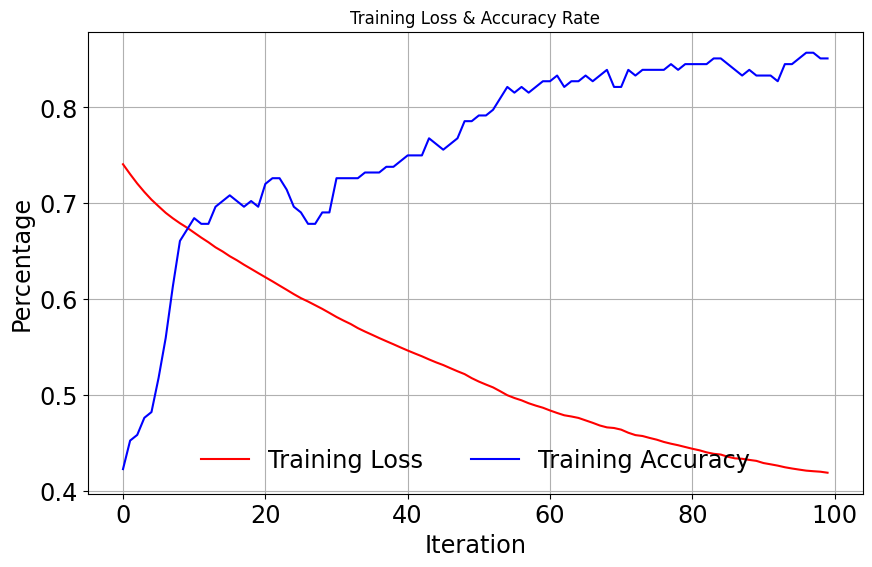 Training Loss & Accuracy Rate
Percentage
0.8
0.7
0.6
0.5
0.4
Training Loss Training Accuracy
0 20 40 60 80 100
Iteration